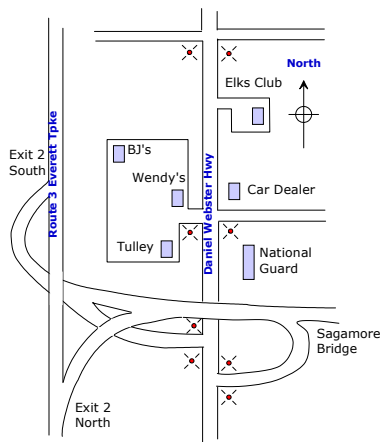 North
Elks Club
BJ's
Exit 2
South
Wendy's
Car Dealer
Route 3 Everett Tpke
Daniel Webster Hwy
Tulley
National
Guard
Sagamore
Bridge
Exit 2
North